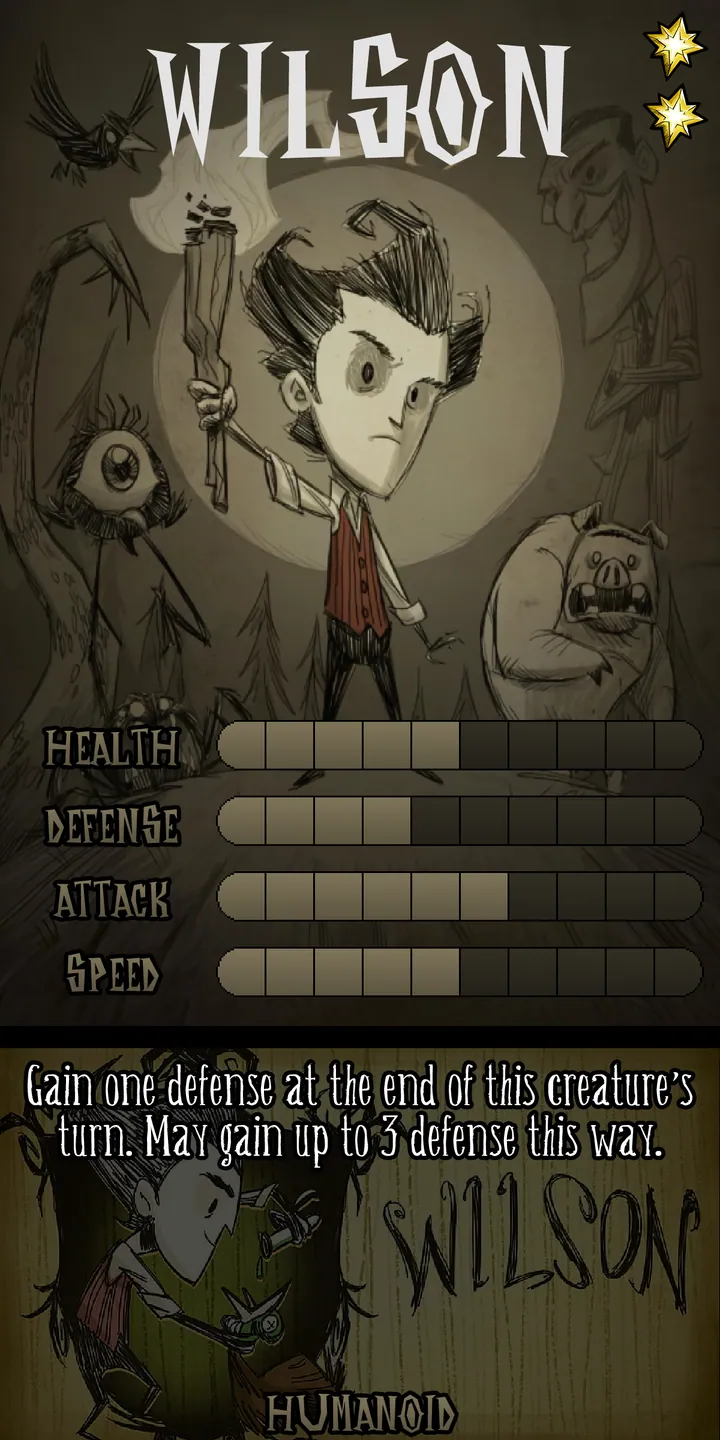 WILSON
HEALTH
DEFENSE
ATTACK
SPEED
Gain one defense at the end of this creature's
turn. May gain up to 3 defense this way.
WILSON
HUMANOID